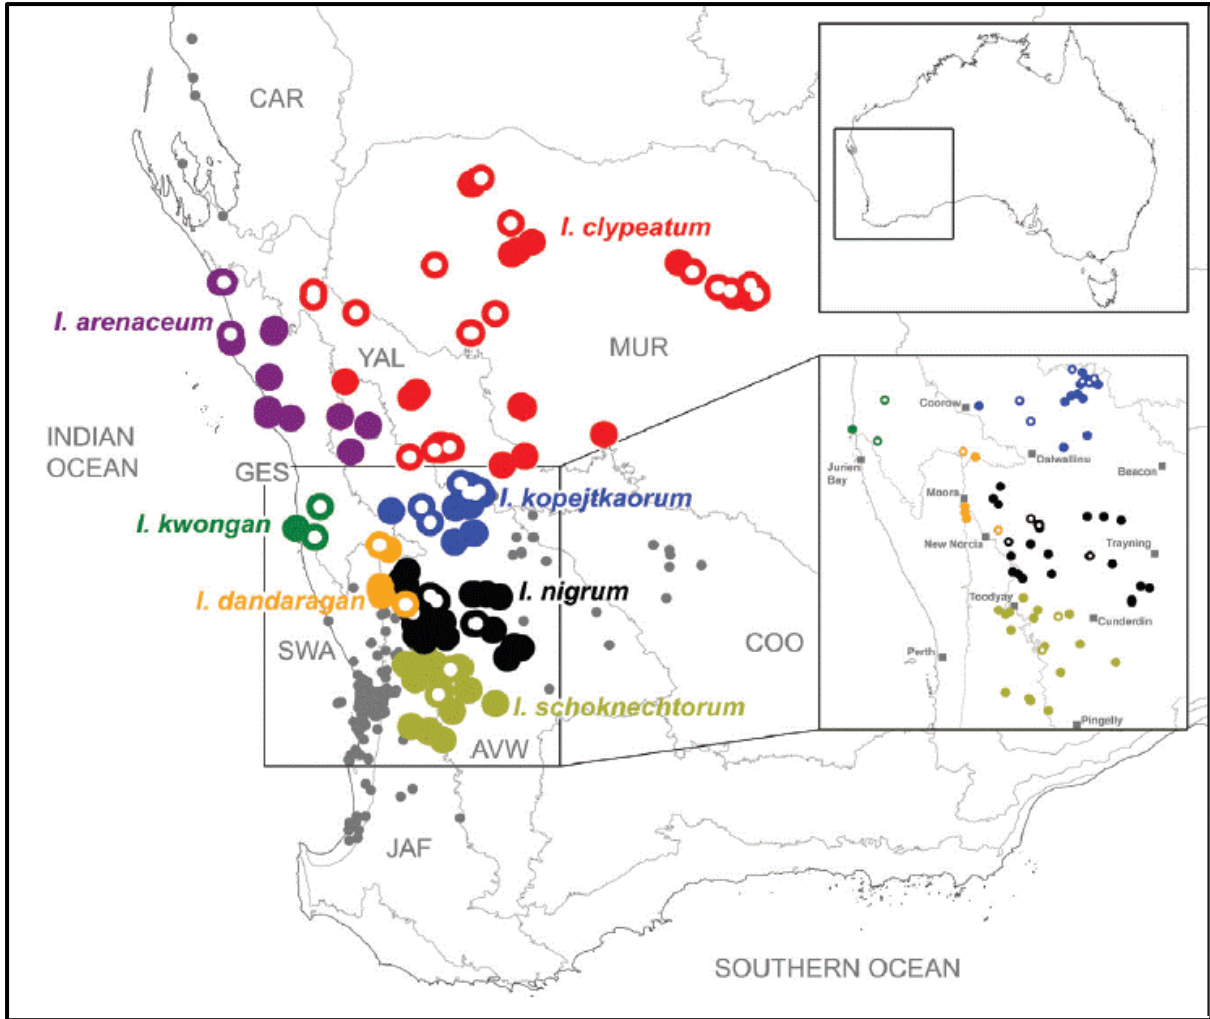 CAR
I. clypeatum
I. arenaceum
YAL
MUR
INDIAN
OCEAN
GES
I. kopejtkaorum
I. kwongan
I. nigrum
I. dandaragan
SWA
COO
I. schoknechtorum
AVW
JAF
SOUTHERN OCEAN
Coorow
Dalwallinu
Jurien
Bay
Beacon
Moora
New Norcia
Trayning
Toodyay
Cunderdin
Perth
Pingelly